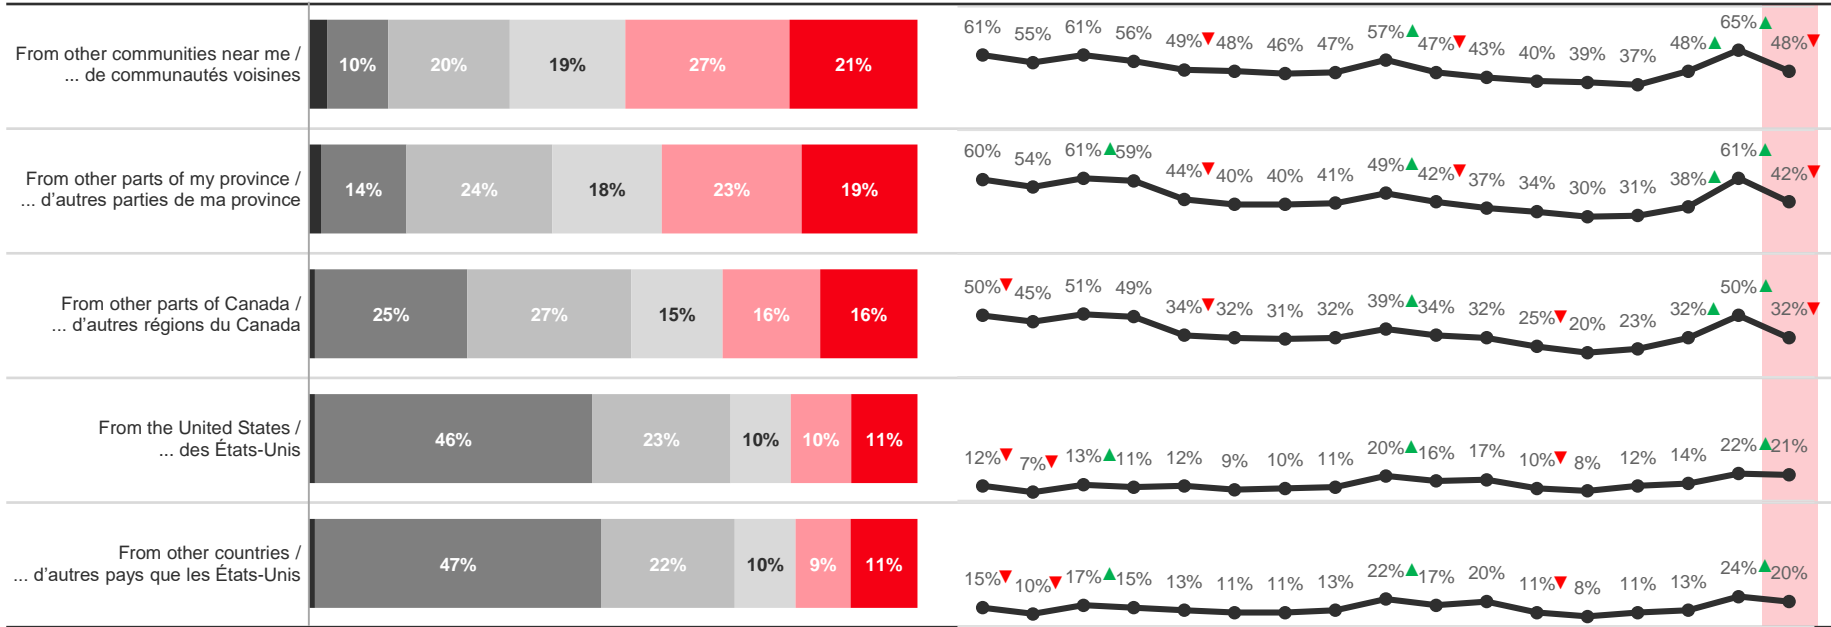 From other communities near me /
... de communautés voisines
10% 20% 19% 27% 21%
61% 55% 61% 56% 49% 48% 46% 47% 57% 47% 43% 40% 39% 37% 48% 65% 48%
From other parts of my province /
... d'autres parties de ma province
14% 24% 18% 23% 19%
60% 54% 61% 59% 44% 40% 40% 41% 49% 42% 37% 34% 30% 31% 38% 61% 42%
From other parts of Canada /
... d'autres régions du Canada
25% 27% 15% 16% 16%
50% 45% 51% 49% 34% 32% 31% 32% 39% 34% 32% 25% 20% 23% 32% 50% 32%
From the United States /
... des États-Unis
46% 23% 10% 10% 11%
12% 7% 13% 11% 12% 9% 10% 11% 20% 16% 17% 10% 8% 12% 14% 22% 21%
From other countries /
... d'autres pays que les États-Unis
47% 22% 10% 9% 11%
15% 10% 17% 15% 13% 11% 11% 13% 22% 17% 20% 11% 8% 11% 13% 24% 20%